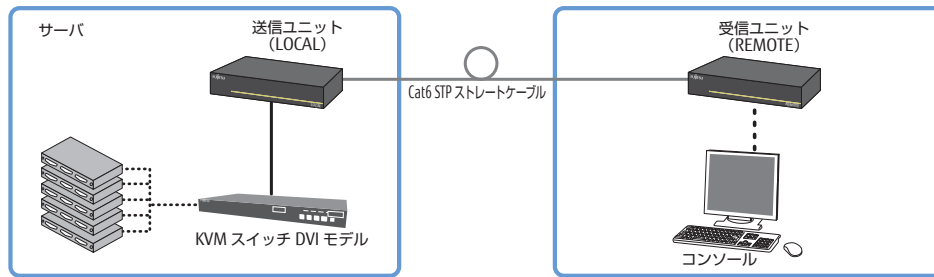 サーバ
送信ユニット
(LOCAL)
受信ユニット
(REMOTE)
FUJITSU
FUJITSU
Cat6 STP ストレートケーブル
KVM スイッチ DVI モデル
コンソール